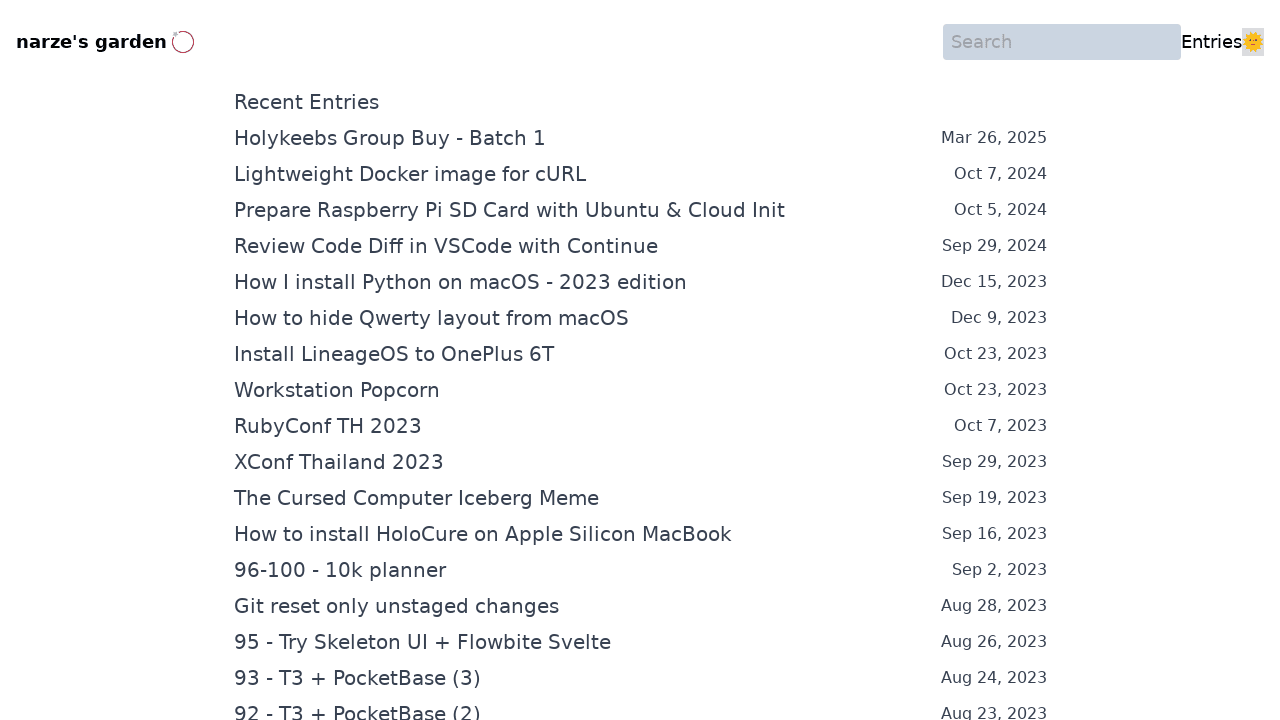 narze's garden
Search
Entries
Recent Entries
Holykeebs Group Buy - Batch 1 Mar 26, 2025
Lightweight Docker image for cURL Oct 7, 2024
Prepare Raspberry Pi SD Card with Ubuntu & Cloud Init Oct 5, 2024
Review Code Diff in VSCode with Continue Sep 29, 2024
How I install Python on macOS - 2023 edition Dec 15, 2023
How to hide Qwerty layout from macOS Dec 9, 2023
Install LineageOS to OnePlus 6T Oct 23, 2023
Workstation Popcorn Oct 23, 2023
RubyConf TH 2023 Oct 7, 2023
XConf Thailand 2023 Sep 29, 2023
The Cursed Computer Iceberg Meme Sep 19, 2023
How to install HoloCure on Apple Silicon MacBook Sep 16, 2023
96-100 - 10k planner Sep 2, 2023
Git reset only unstaged changes Aug 28, 2023
95 - Try Skeleton UI + Flowbite Svelte Aug 26, 2023
93 - T3 + PocketBase (3) Aug 24, 2023
92 - T3 + PocketBase (2) Aug 23, 2023